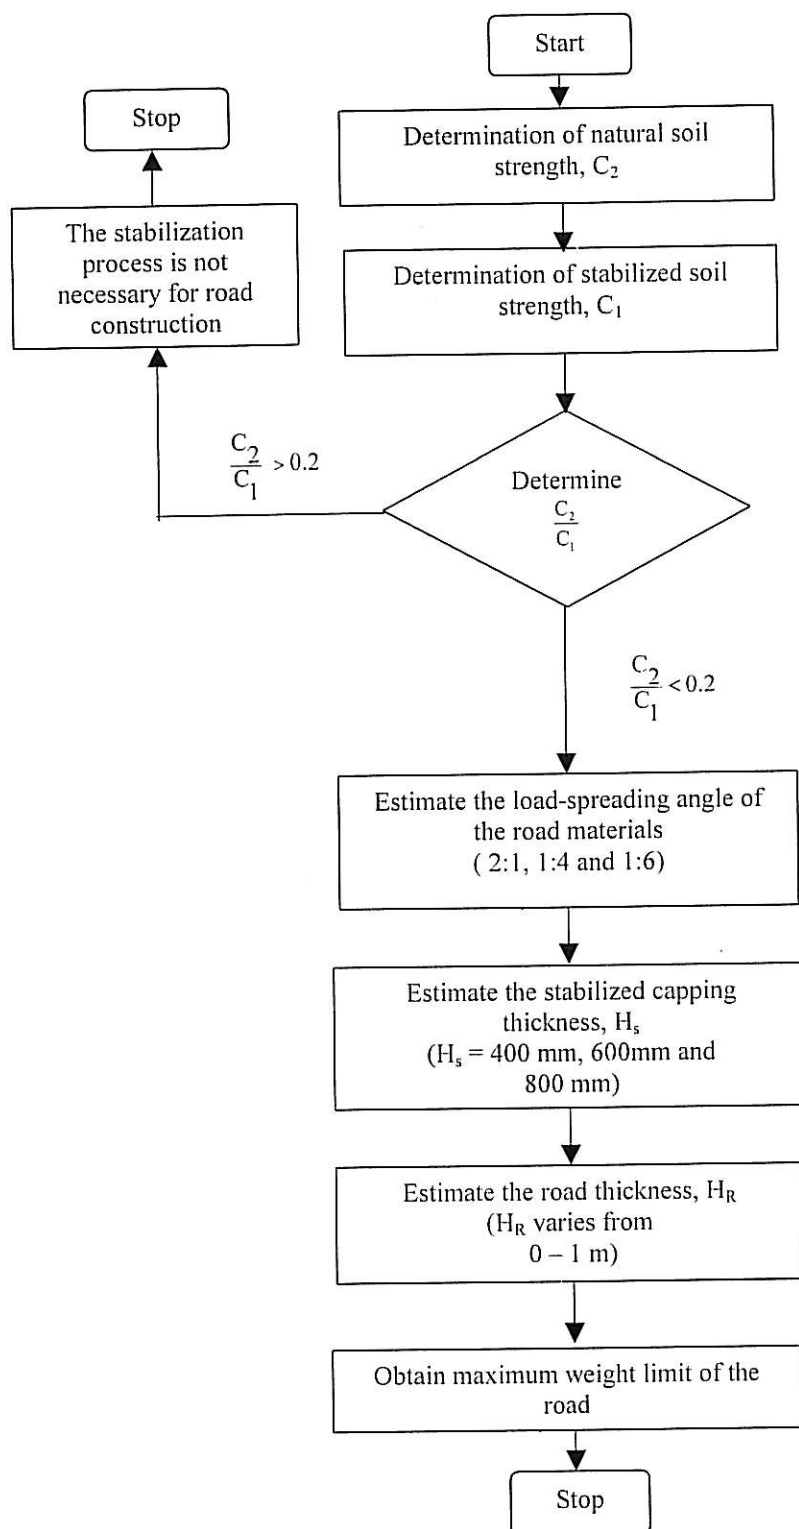 Start
Stop
Determination of natural soil
strength, C₂
The stabilization
process is not
necessary for road
construction
Determination of stabilized soil
strength, C₁
C₂/C₁ > 0.2
Determine
C₂/C₁
C₂/C₁ < 0.2
Estimate the load-spreading angle of
the road materials
( 2:1, 1:4 and 1:6)
Estimate the stabilized capping
thickness, Hₛ
(Hₛ = 400 mm, 600mm and
800 mm)
Estimate the road thickness, H_R
(H_R varies from
0 – 1 m)
Obtain maximum weight limit of the
road
Stop